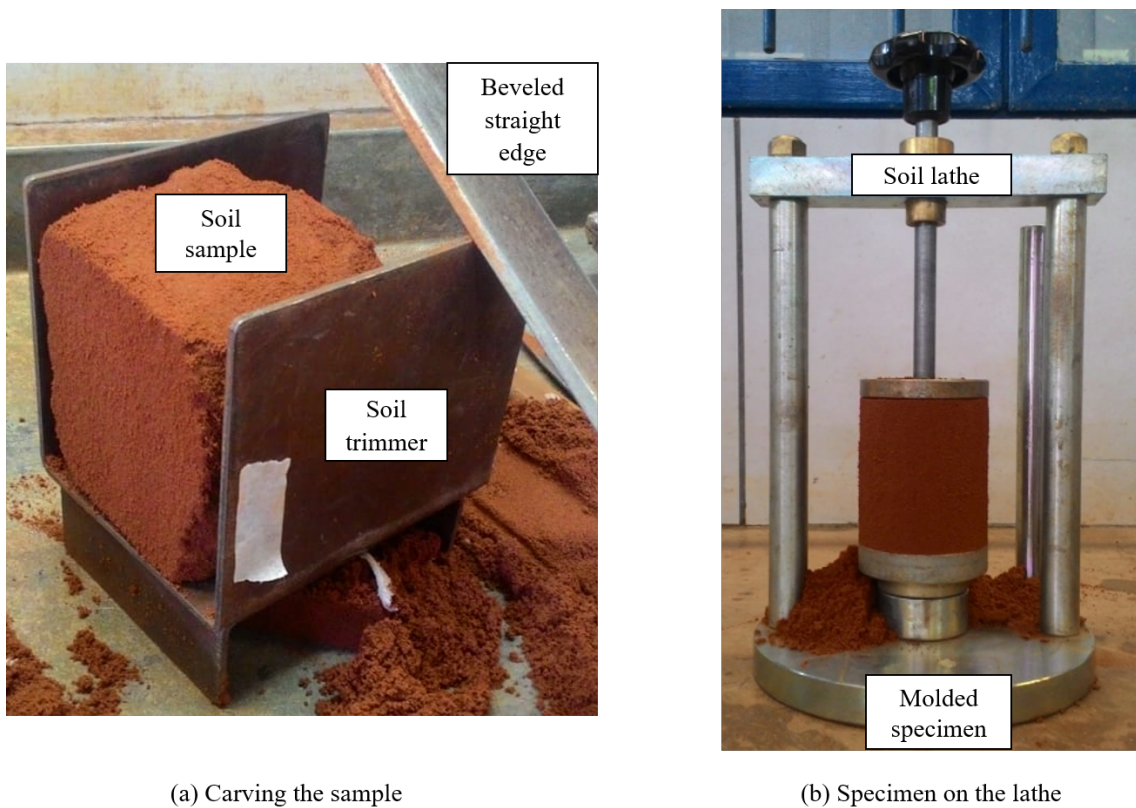 Beveled
straight
edge
Soil
sample
Soil
trimmer
Soil lathe
Molded
specimen
(a) Carving the sample
(b) Specimen on the lathe